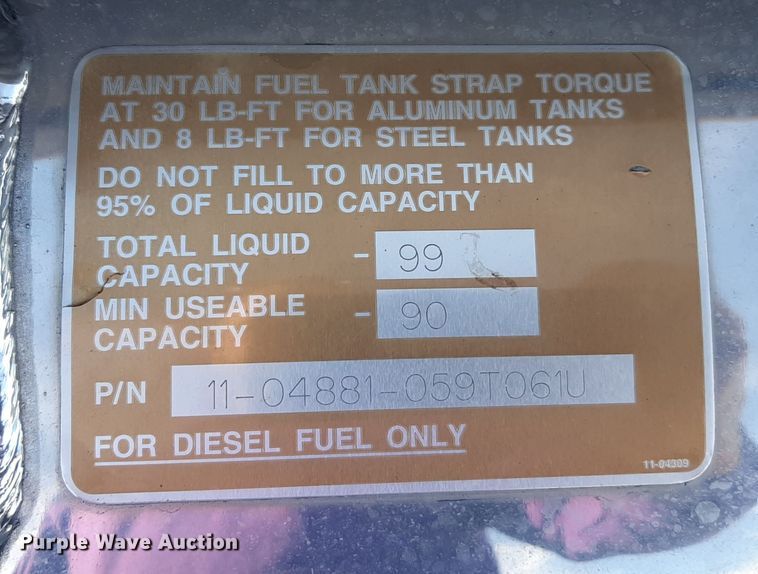 MAINTAIN FUEL TANK STRAP TORQUE
AT 30 LB-FT FOR ALUMINUM TANKS
AND 8 LB-FT FOR STEEL TANKS
DO NOT FILL TO MORE THAN
95% OF LIQUID CAPACITY
TOTAL LIQUID
CAPACITY - 99
MIN USEABLE
CAPACITY - 90
P/N 11-04881-059T061U
FOR DIESEL FUEL ONLY
11-04309
Purple Wave Auction